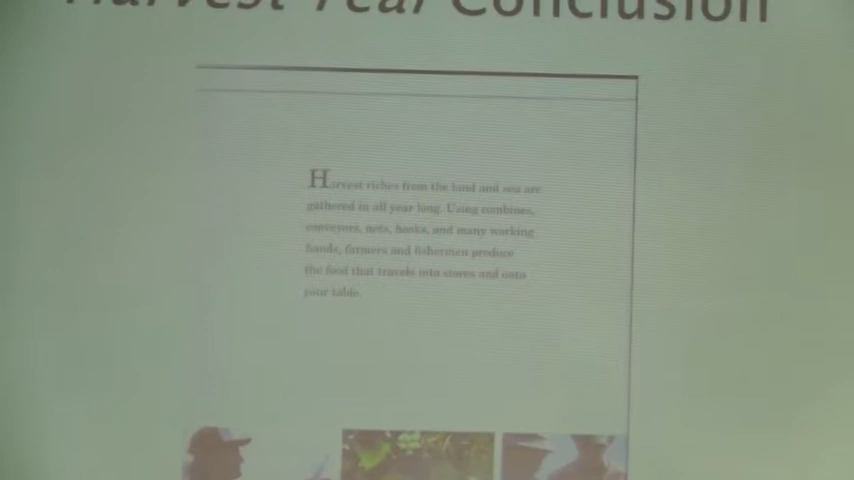 Harvest Year Conclusion
Harvest riches from the land and sea are
gathered in all year long. Using combines,
conveyors, nets, hooks, and many working
hands, farmers and fishermen produce
the food that travels into stores and onto
your table.